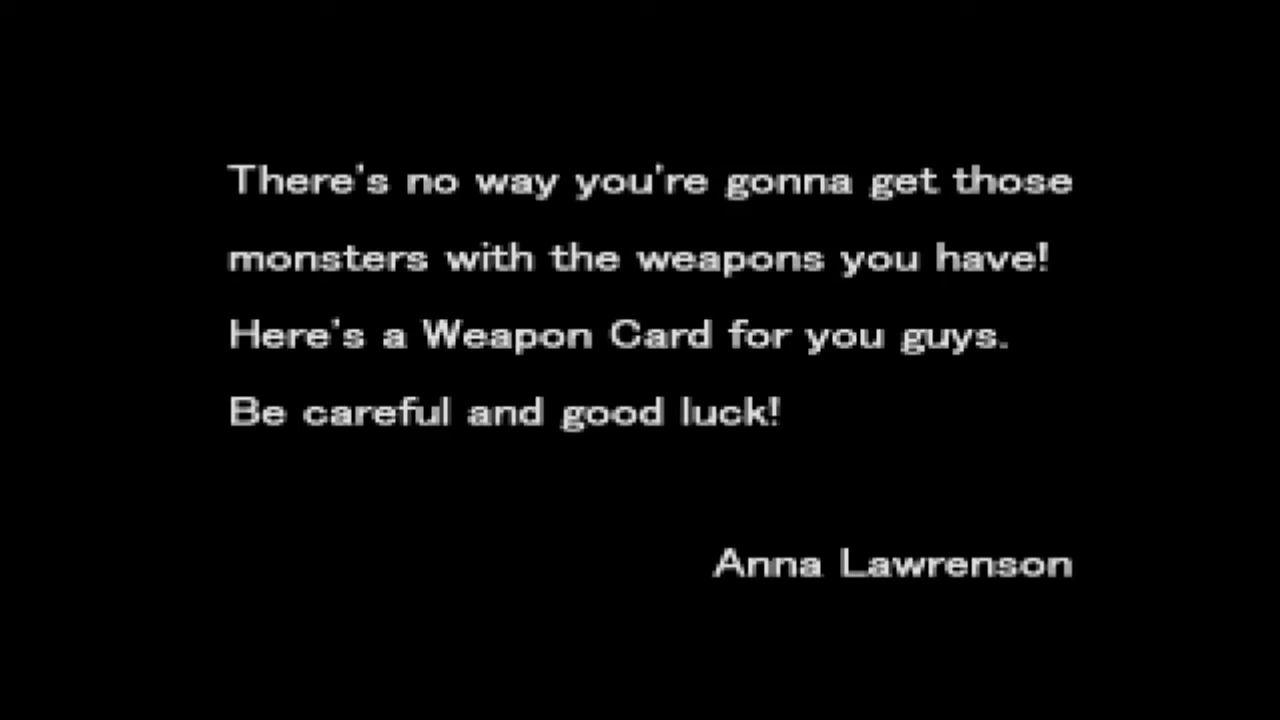 There's no way you're gonna get those
monsters with the weapons you have!
Here's a Weapon Card for you guys.
Be careful and good luck!
Anna Lawrenson